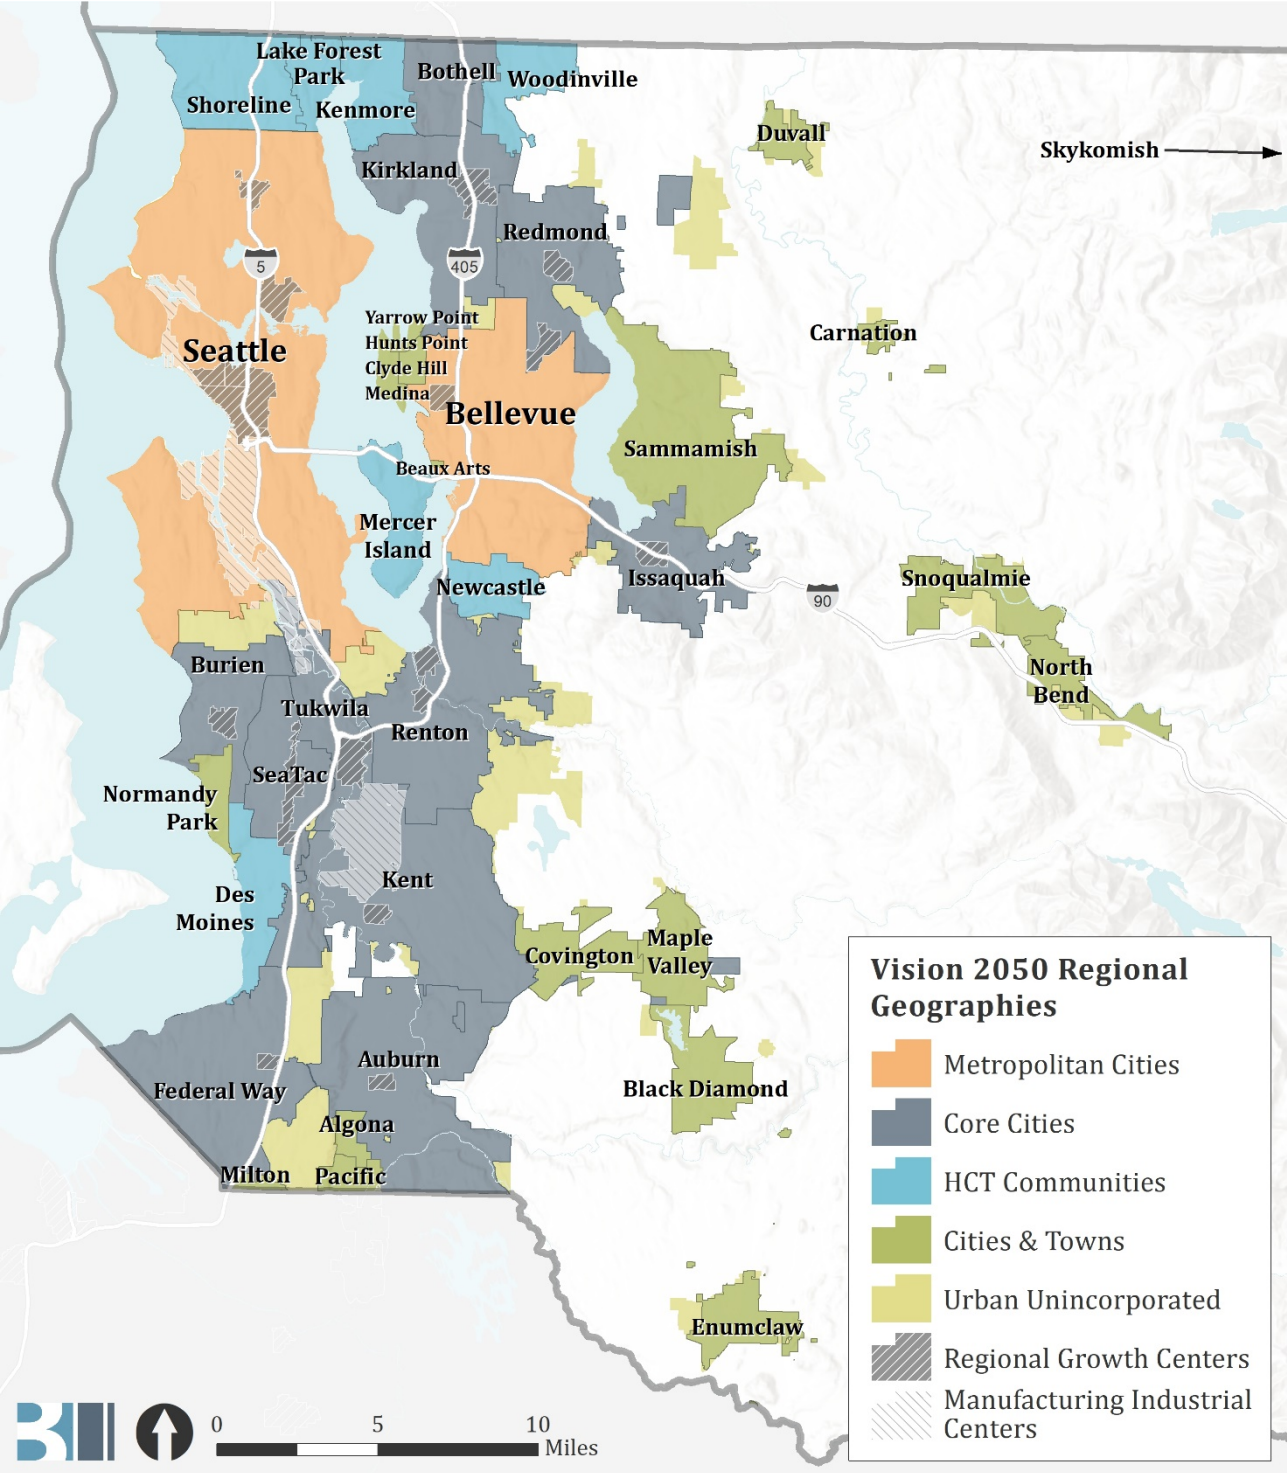 Lake Forest
Park
Bothell
Woodinville
Shoreline
Kenmore
Duvall
Skykomish
Kirkland
Redmond
5
405
Yarrow Point
Hunts Point
Clyde Hill
Medina
Carnation
Seattle
Bellevue
Sammamish
Beaux Arts
Mercer
Island
Newcastle
Issaquah
90
Snoqualmie
North
Bend
Burien
Tukwila
Renton
SeaTac
Normandy
Park
Kent
Des
Moines
Covington
Maple
Valley
Auburn
Federal Way
Black Diamond
Algona
Milton
Pacific
Enumclaw
Vision 2050 Regional
Geographies
Metropolitan Cities
Core Cities
HCT Communities
Cities & Towns
Urban Unincorporated
Regional Growth Centers
Manufacturing Industrial
Centers
0 5 10
Miles